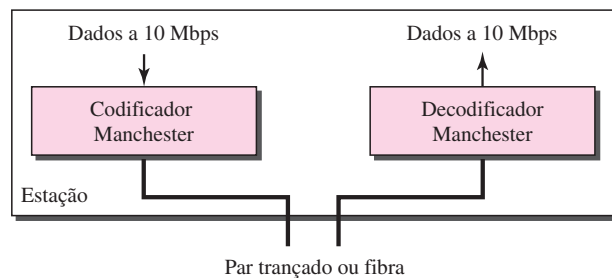 Dados a 10 Mbps
Dados a 10 Mbps
Codificador
Manchester
Decodificador
Manchester
Estação
Par trançado ou fibra